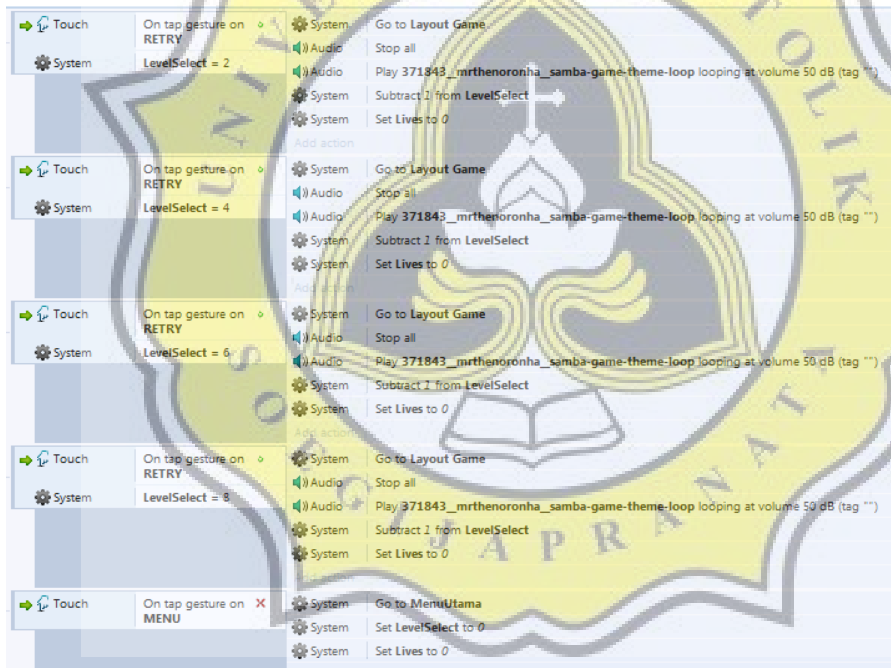 Touch On tap gesture on RETRY System Go to Layout Game
System LevelSelect = 2 Audio Stop all
Audio Play 371843__mrthenoronha__samba-game-theme-loop looping at volume 50 dB (tag "")
System Subtract 1 from LevelSelect
System Set Lives to 0
Add action
Touch On tap gesture on RETRY System Go to Layout Game
System LevelSelect = 4 Audio Stop all
Audio Play 371843__mrthenoronha__samba-game-theme-loop looping at volume 50 dB (tag "")
System Subtract 1 from LevelSelect
System Set Lives to 0
Add action
Touch On tap gesture on RETRY System Go to Layout Game
System LevelSelect = 6 Audio Stop all
Audio Play 371843__mrthenoronha__samba-game-theme-loop looping at volume 50 dB (tag "")
System Subtract 1 from LevelSelect
System Set Lives to 0
Add action
Touch On tap gesture on RETRY System Go to Layout Game
System LevelSelect = 8 Audio Stop all
Audio Play 371843__mrthenoronha__samba-game-theme-loop looping at volume 50 dB (tag "")
System Subtract 1 from LevelSelect
System Set Lives to 0
Touch On tap gesture on MENU System Go to MenuUtama
System Set LevelSelect to 0
System Set Lives to 0
SOEGIJAPRANATA